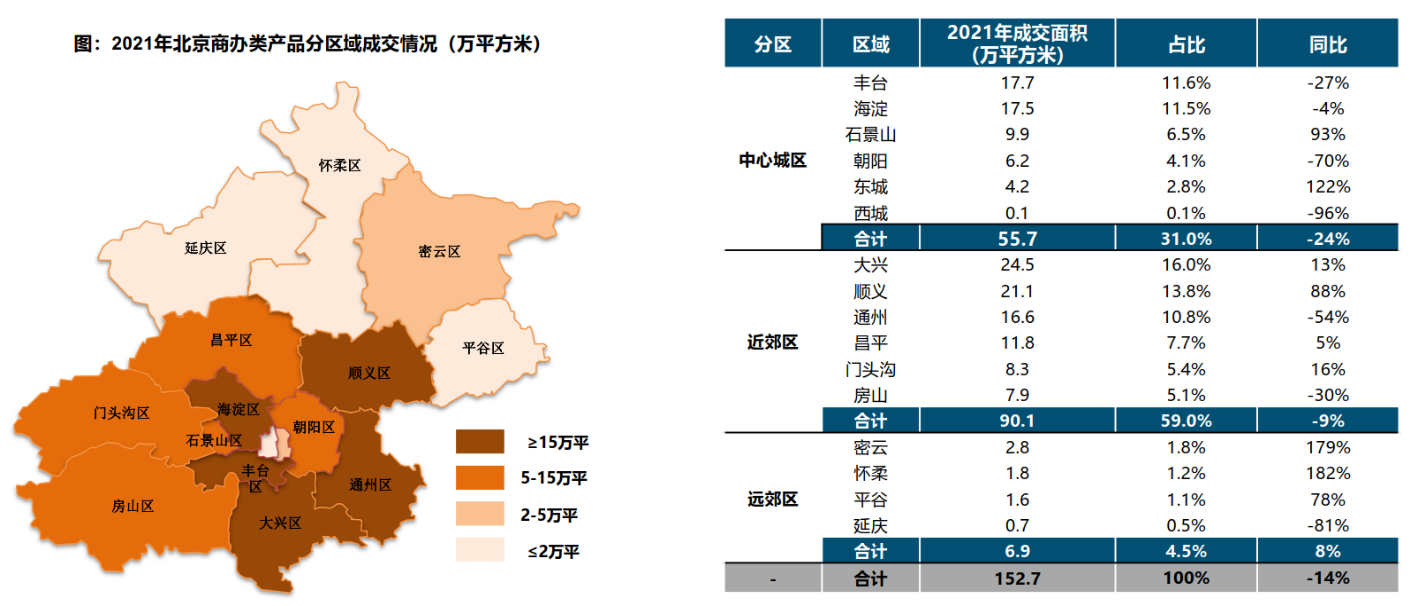 图：2021年北京商办类产品分区域成交情况（万平方米）
怀柔区
延庆区
密云区
昌平区
平谷区
顺义区
门头沟区
海淀区
朝阳区
石景山区
丰台
区
通州区
房山区
大兴区
≥15万平
5-15万平
2-5万平
≤2万平
分区 区域 2021年成交面积 占比 同比
(万平方米)
丰台 17.7 11.6% -27%
海淀 17.5 11.5% -4%
石景山 9.9 6.5% 93%
中心城区 朝阳 6.2 4.1% -70%
东城 4.2 2.8% 122%
西城 0.1 0.1% -96%
合计 55.7 31.0% -24%
大兴 24.5 16.0% 13%
顺义 21.1 13.8% 88%
通州 16.6 10.8% -54%
近郊区 昌平 11.8 7.7% 5%
门头沟 8.3 5.4% 16%
房山 7.9 5.1% -30%
合计 90.1 59.0% -9%
密云 2.8 1.8% 179%
怀柔 1.8 1.2% 182%
远郊区 平谷 1.6 1.1% 78%
延庆 0.7 0.5% -81%
合计 6.9 4.5% 8%
- 合计 152.7 100% -14%